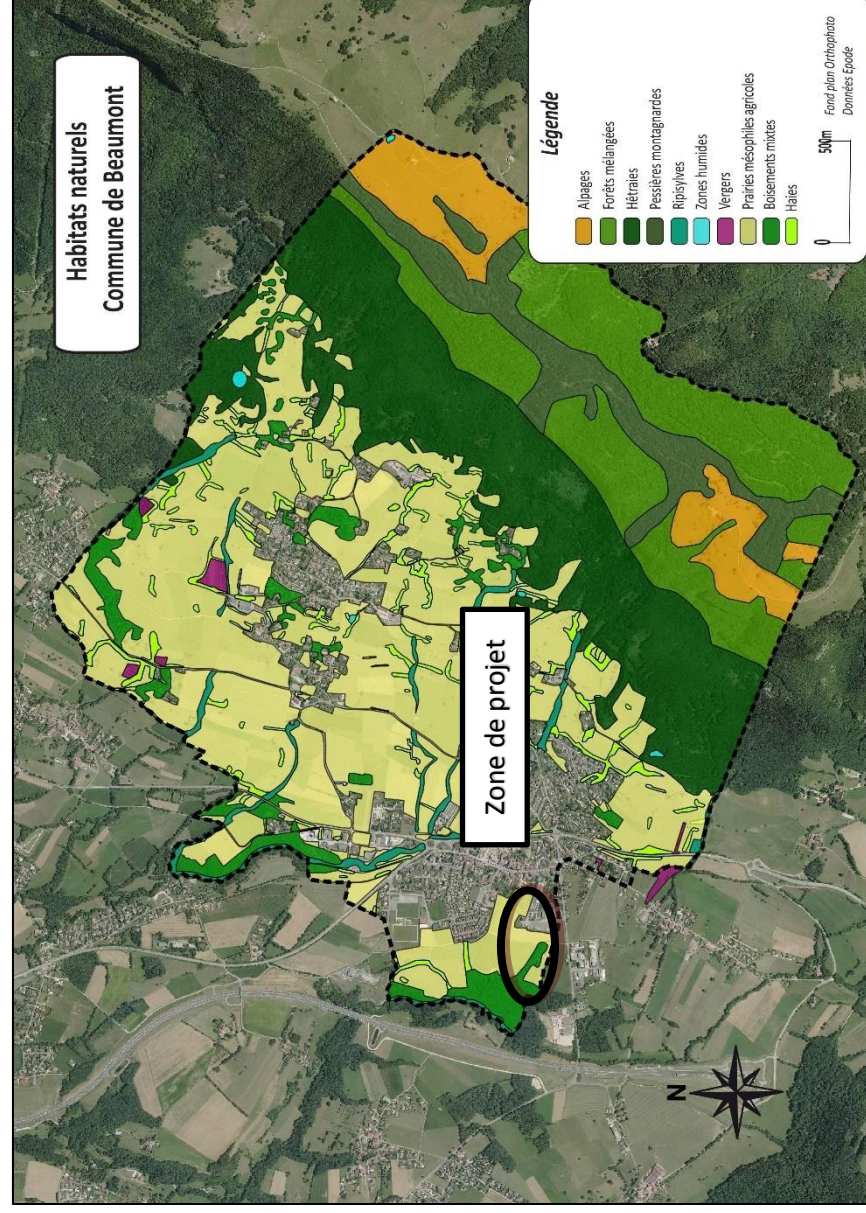 Habitats naturels
Commune de Beaumont
Zone de projet
N
Légende
Alpages
Forêts mélangées
Hêtraies
Pessières montagnardes
Ripisylves
Zones humides
Vergers
Prairies mésophiles agricoles
Boisements mixtes
Haies
0 500m
Fond plan Orthophoto
Données Epode